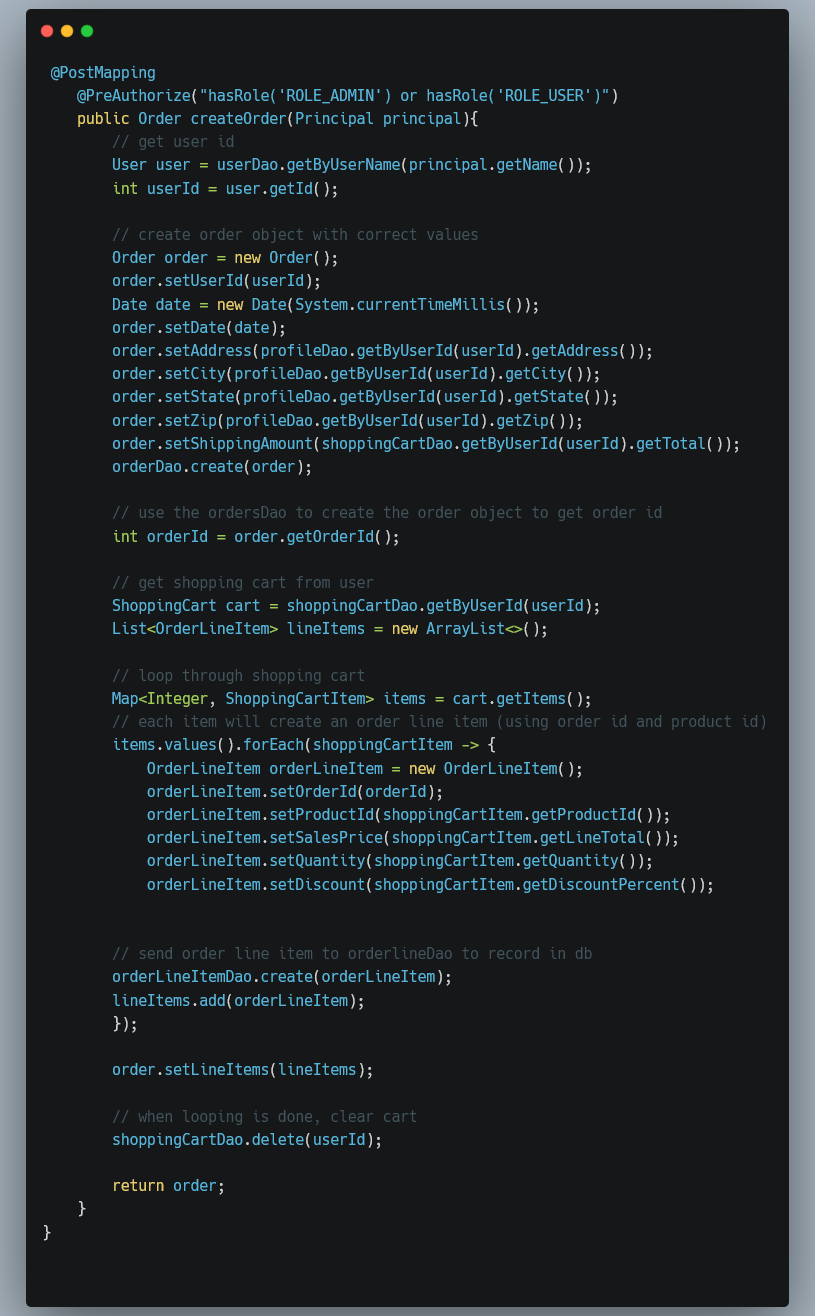 @PostMapping
@PreAuthorize("hasRole('ROLE_ADMIN') or hasRole('ROLE_USER')")
public Order createOrder(Principal principal){
// get user id
User user = userDao.getByUserName(principal.getName());
int userId = user.getId();
// create order object with correct values
Order order = new Order();
order.setUserId(userId);
Date date = new Date(System.currentTimeMillis());
order.setDate(date);
order.setAddress(profileDao.getByUserId(userId).getAddress());
order.setCity(profileDao.getByUserId(userId).getCity());
order.setState(profileDao.getByUserId(userId).getState());
order.setZip(profileDao.getByUserId(userId).getZip());
order.setShippingAmount(shoppingCartDao.getByUserId(userId).getTotal());
orderDao.create(order);
// use the ordersDao to create the order object to get order id
int orderId = order.getOrderId();
// get shopping cart from user
ShoppingCart cart = shoppingCartDao.getByUserId(userId);
List<OrderLineItem> lineItems = new ArrayList<>();
// loop through shopping cart
Map<Integer, ShoppingCartItem> items = cart.getItems();
// each item will create an order line item (using order id and product id)
items.values().forEach(shoppingCartItem -> {
OrderLineItem orderLineItem = new OrderLineItem();
orderLineItem.setOrderId(orderId);
orderLineItem.setProductId(shoppingCartItem.getProductId());
orderLineItem.setSalesPrice(shoppingCartItem.getLineTotal());
orderLineItem.setQuantity(shoppingCartItem.getQuantity());
orderLineItem.setDiscount(shoppingCartItem.getDiscountPercent());
// send order line item to orderlineDao to record in db
orderLineItemDao.create(orderLineItem);
lineItems.add(orderLineItem);
});
order.setLineItems(lineItems);
// when looping is done, clear cart
shoppingCartDao.delete(userId);
return order;
}
}